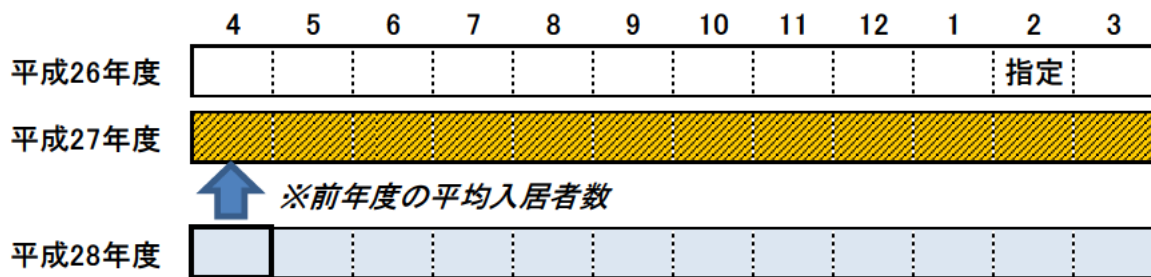 4 5 6 7 8 9 10 11 12 1 2 3
平成26年度 指定
平成27年度
※前年度の平均入居者数
平成28年度